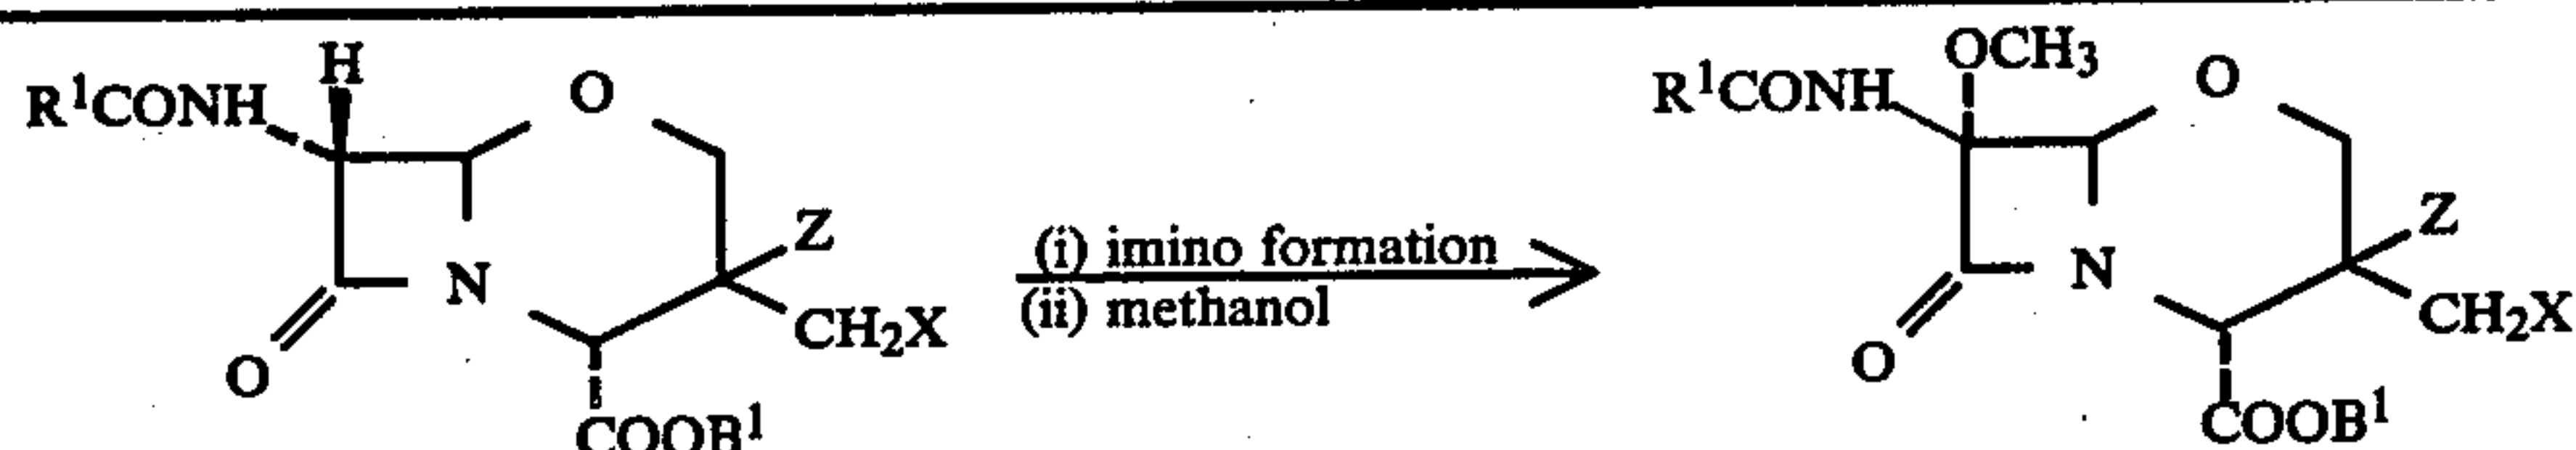 H
R¹CONH
O
Z
N
CH₂X
O
COOB¹
(i) imino formation
(ii) methanol
OCH₃
R¹CONH
O
Z
N
CH₂X
O
COOB¹